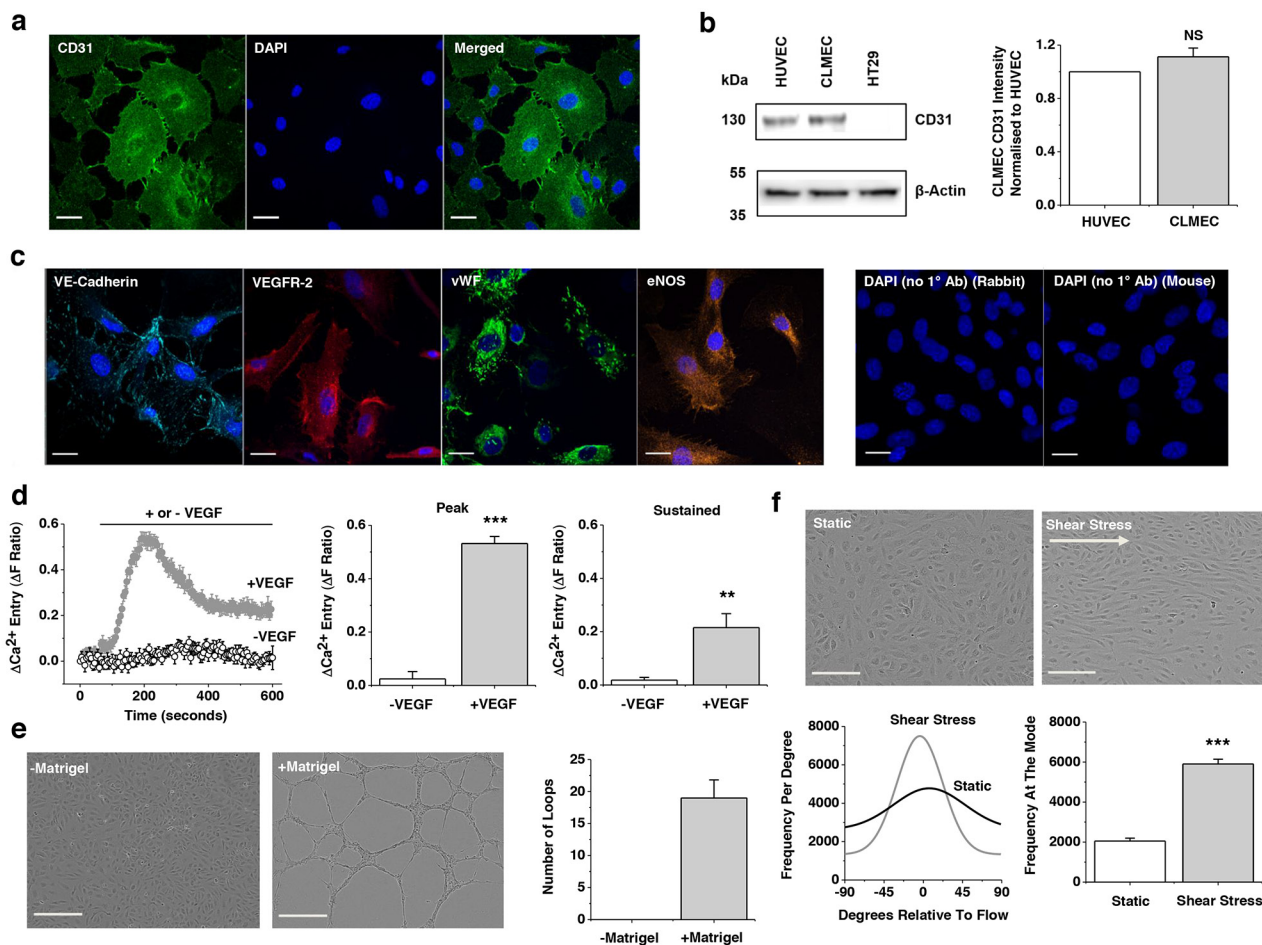 a
CD31
DAPI
Merged
b
kDa
HUVEC
CLMEC
HT29
130
CD31
55
35
β-Actin
CLMEC CD31 Intensity
Normalised to HUVEC
1.2
0.8
0.4
0.0
NS
HUVEC
CLMEC
c
VE-Cadherin
VEGFR-2
vWF
eNOS
DAPI (no 1° Ab) (Rabbit)
DAPI (no 1° Ab) (Mouse)
d
ΔCa2+ Entry (ΔF Ratio)
0.6
0.4
0.2
0.0
+ or - VEGF
+VEGF
-VEGF
0
200
400
600
Time (seconds)
Peak
ΔCa2+ Entry (ΔF Ratio)
0.6
0.4
0.2
0.0
***
-VEGF
+VEGF
Sustained
ΔCa2+ Entry (ΔF Ratio)
0.6
0.4
0.2
0.0
**
-VEGF
+VEGF
e
-Matrigel
+Matrigel
Number of Loops
25
20
15
10
5
0
-Matrigel
+Matrigel
f
Static
Shear Stress
Frequency Per Degree
8000
6000
4000
2000
0
Shear Stress
Static
-90
-45
0
45
90
Degrees Relative To Flow
Frequency At The Mode
8000
6000
4000
2000
0
***
Static
Shear Stress